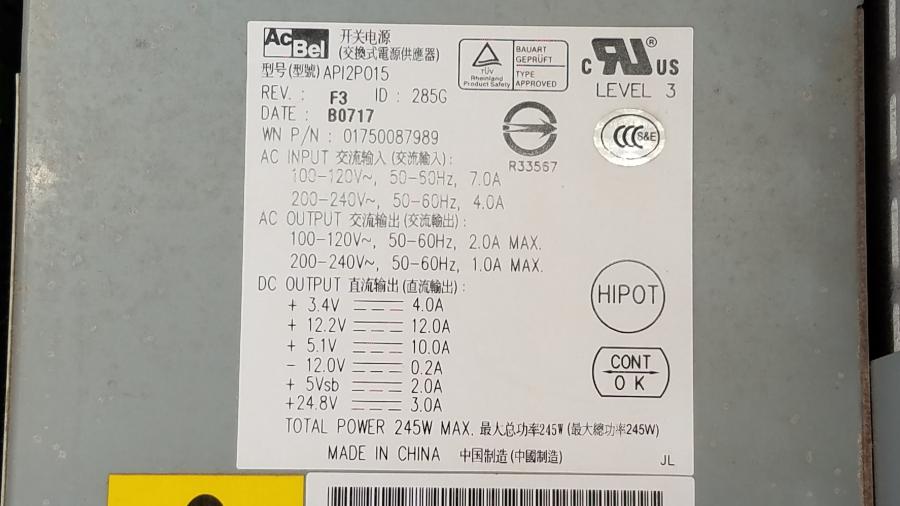 AcBel 开关电源
(交換式電源供應器)
型号(型號) API2P015
REV. : F3 ID : 285G
DATE : B0717
WN P/N : 01750087989
AC INPUT 交流输入(交流輸入) :
100-120V~, 50-60Hz, 7.0A
200-240V~, 50-60Hz, 4.0A
AC OUTPUT 交流输出(交流輸出) :
100-120V~, 50-60Hz, 2.0A MAX.
200-240V~, 50-60Hz, 1.0A MAX.
DC OUTPUT 直流输出(直流輸出) :
+ 3.4V 4.0A
+ 12.2V 12.0A
+ 5.1V 10.0A
- 12.0V 0.2A
+ 5Vsb 2.0A
+24.8V 3.0A
TOTAL POWER 245W MAX. 最大总功率245W (最大總功率245W)
MADE IN CHINA 中国制造(中國制造)
JL
TÜV
Rheinland
Product Safety
BAUART
GEPRÜFT
TYPE
APPROVED
c RU ® US
LEVEL 3
R33567
CCC S&E
HIPOT
CONT
OK